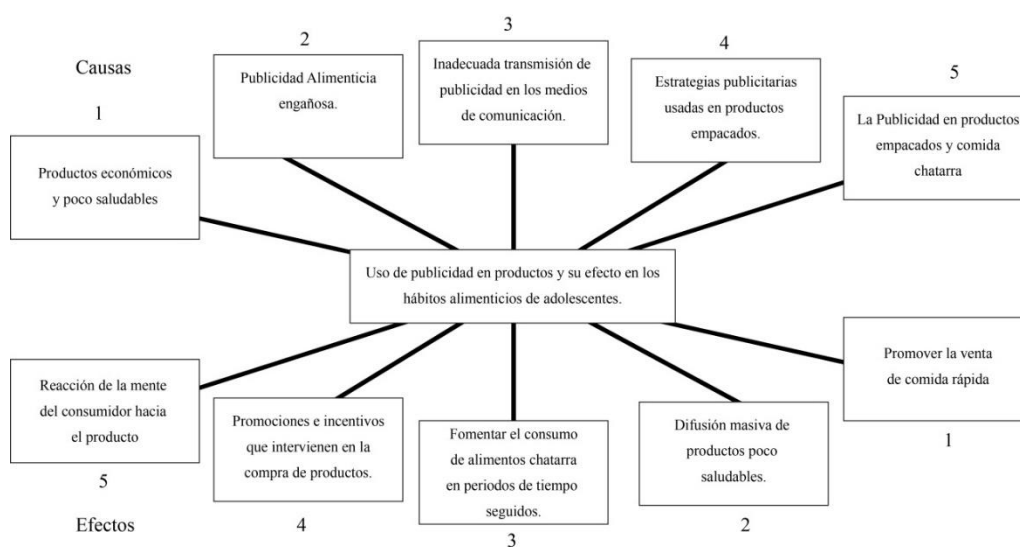 Causas
1
Productos económicos
y poco saludables
2
Publicidad Alimenticia
engañosa.
3
Inadecuada transmisión de
publicidad en los medios
de comunicación.
4
Estrategias publicitarias
usadas en productos
empacados.
5
La Publicidad en productos
empacados y comida
chatarra
Uso de publicidad en productos y su efecto en los
hábitos alimenticios de adolescentes.
Reacción de la mente
del consumidor hacia
el producto
5
Efectos
Promociones e incentivos
que intervienen en la
compra de productos.
4
Fomentar el consumo
de alimentos chatarra
en periodos de tiempo
seguidos.
3
Difusión masiva de
productos poco
saludables.
2
Promover la venta
de comida rápida
1